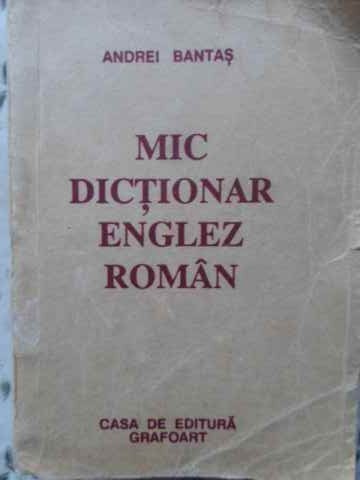 ANDREI BANTAȘ
MIC
DICȚIONAR
ENGLEZ
ROMÂN
CASA DE EDITURĂ
GRAFOART